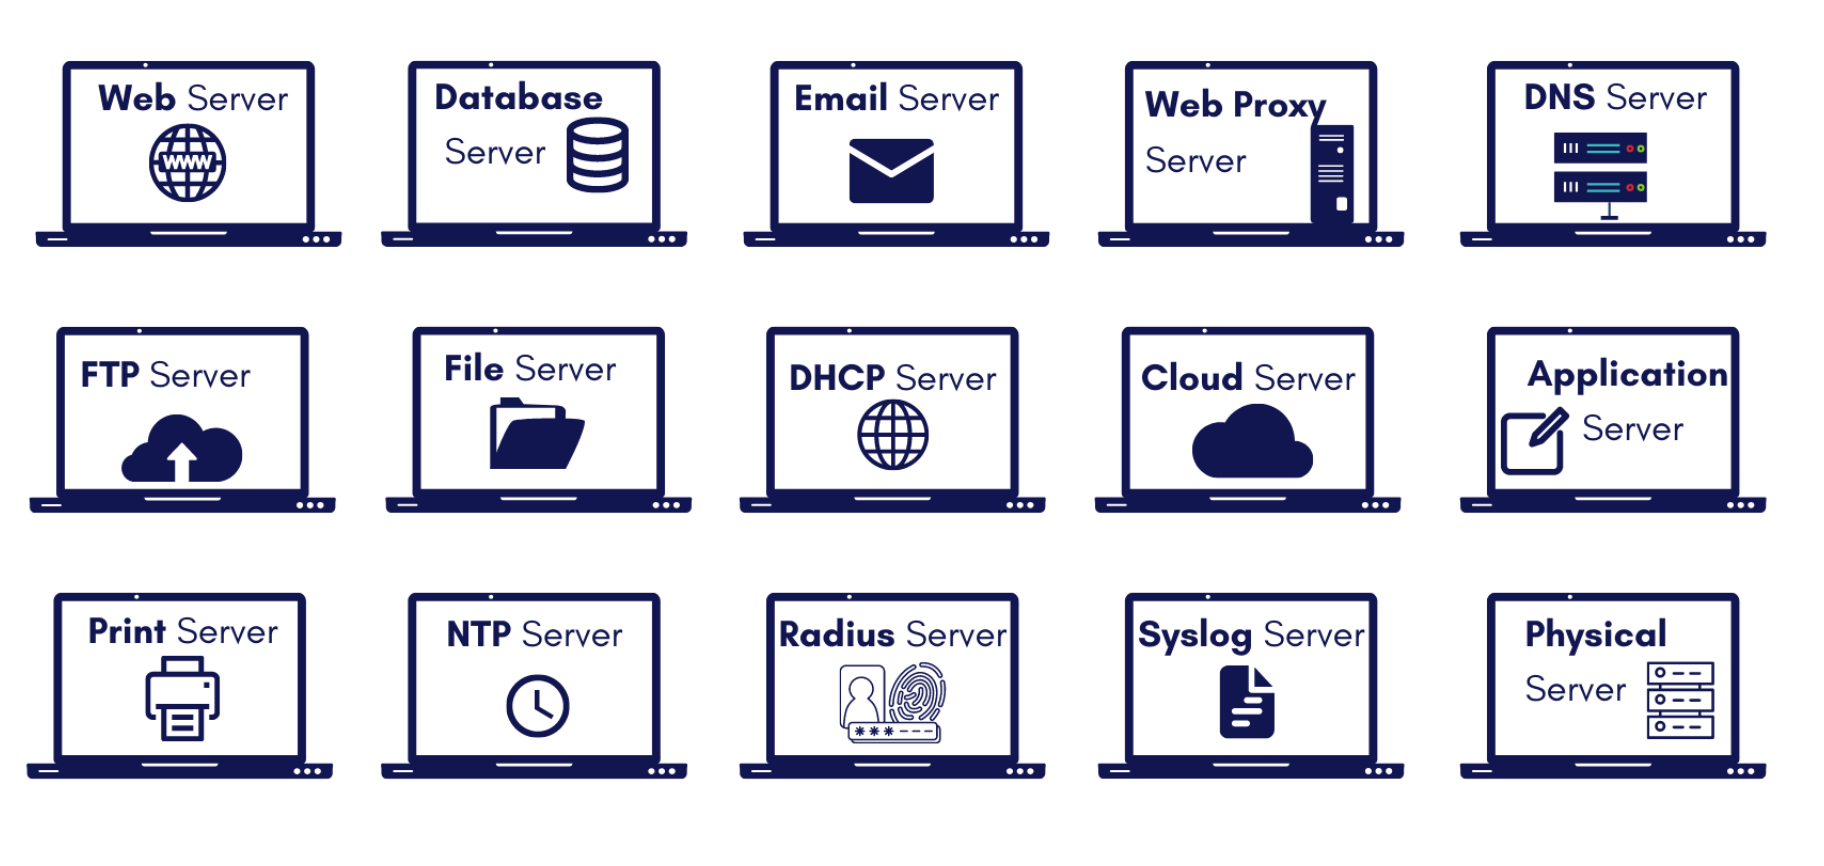 Web Server
WWW
Database
Server
Email Server
Web Proxy
Server
DNS Server
FTP Server
File Server
DHCP Server
Cloud Server
Application
Server
Print Server
NTP Server
Radius Server
***---
Syslog Server
Physical
Server